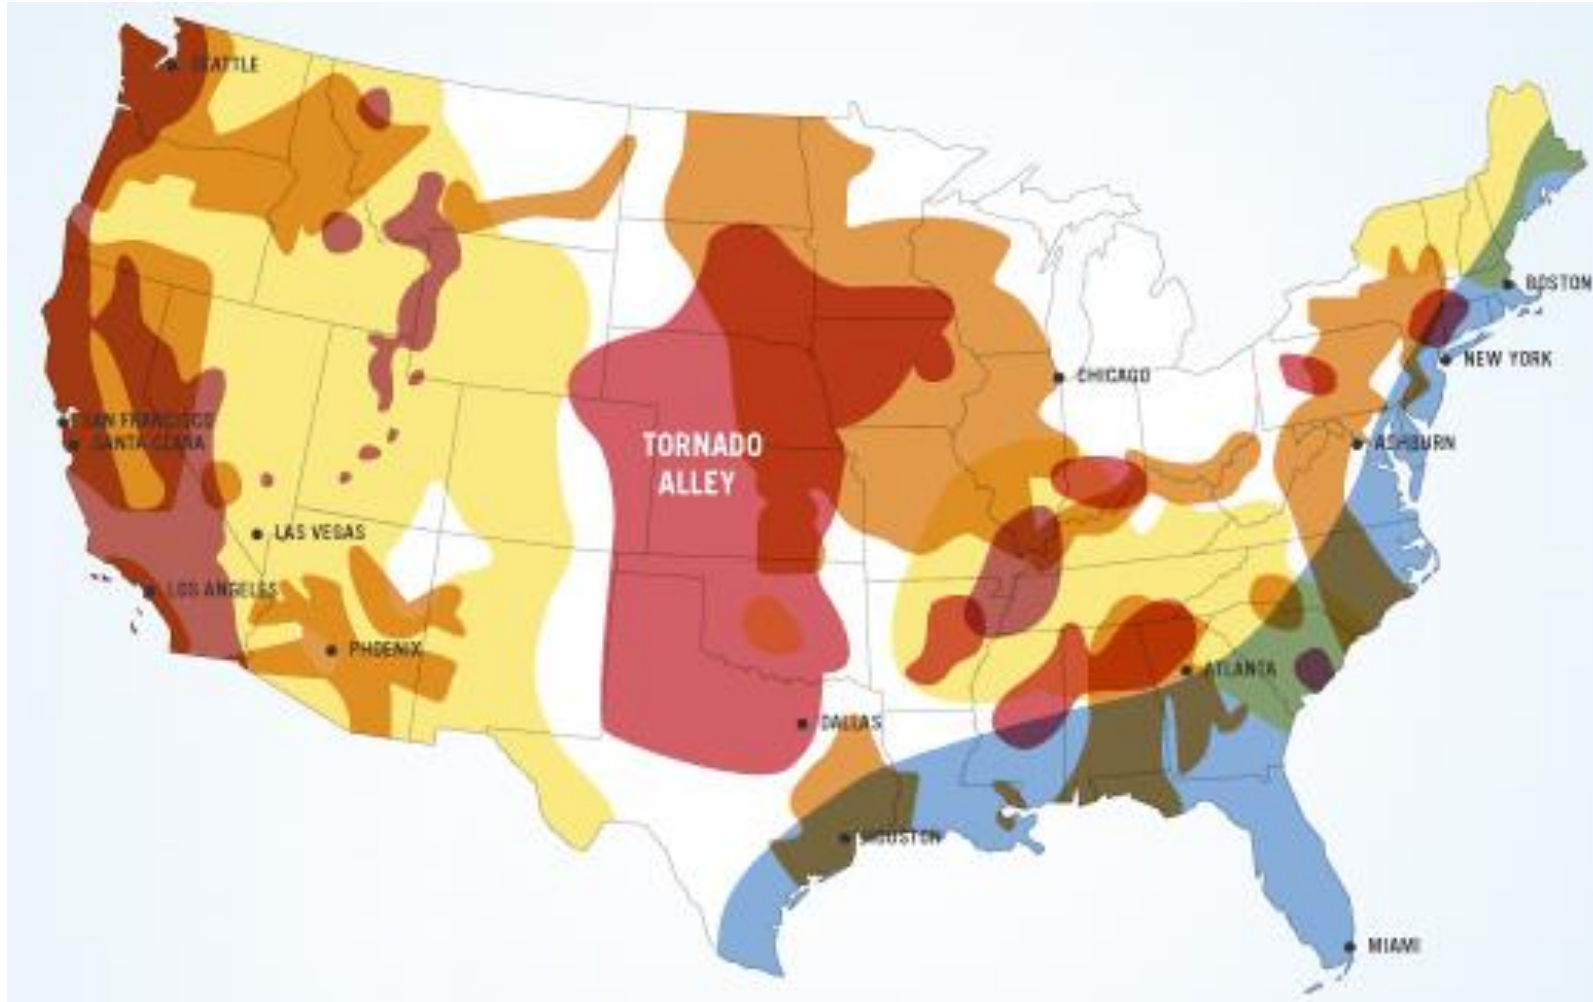 SEATTLE
BOSTON
NEW YORK
CHICAGO
SAN FRANCISCO
SANTA CLARA
TORNADO
ALLEY
ASHBURN
LAS VEGAS
LOS ANGELES
PHOENIX
ATLANTA
DALLAS
HOUSTON
MIAMI